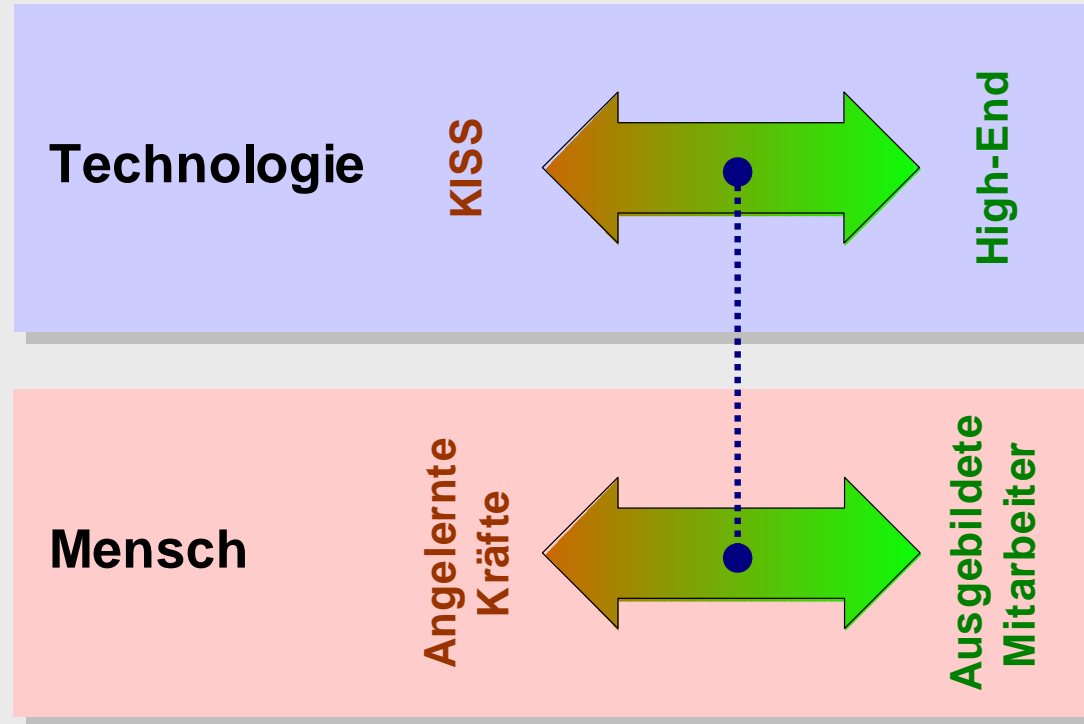 Technologie
KISS
High-End
Mensch
Angelernte
Kräfte
Ausgebildete
Mitarbeiter